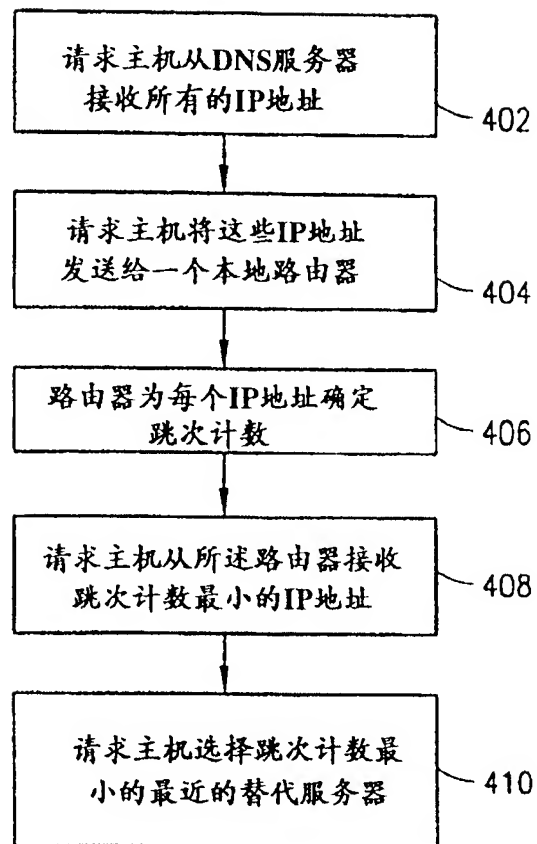 请求主机从DNS服务器
接收所有的IP地址
402
请求主机将这些IP地址
发送给一个本地路由器
404
路由器为每个IP地址确定
跳次计数
406
请求主机从所述路由器接收
跳次计数最小的IP地址
408
请求主机选择跳次计数最
小的最近的替代服务器
410